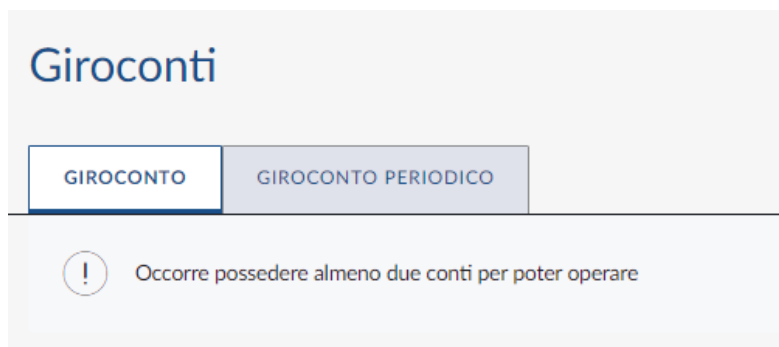 Giroconti
GIROCONTO GIROCONTO PERIODICO
! Occorre possedere almeno due conti per poter operare